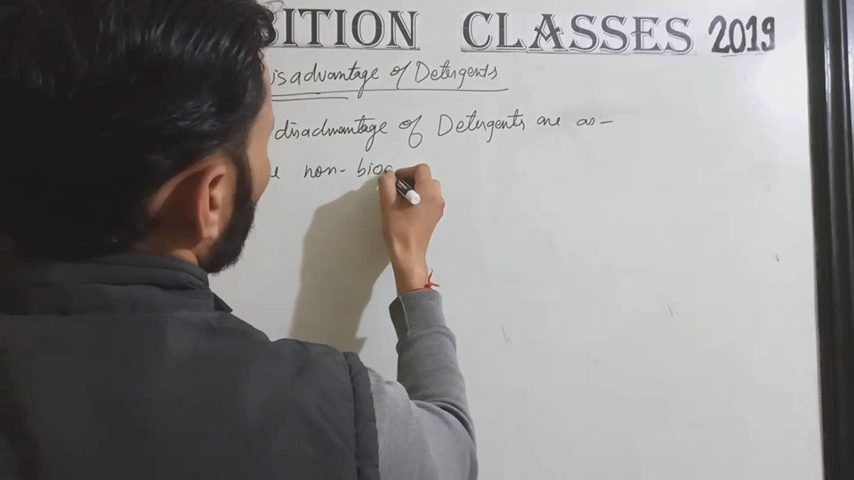 BITION CLASSES 2019
isadvantage of Detergents
disadvantage of Detergents are as-
non-bio